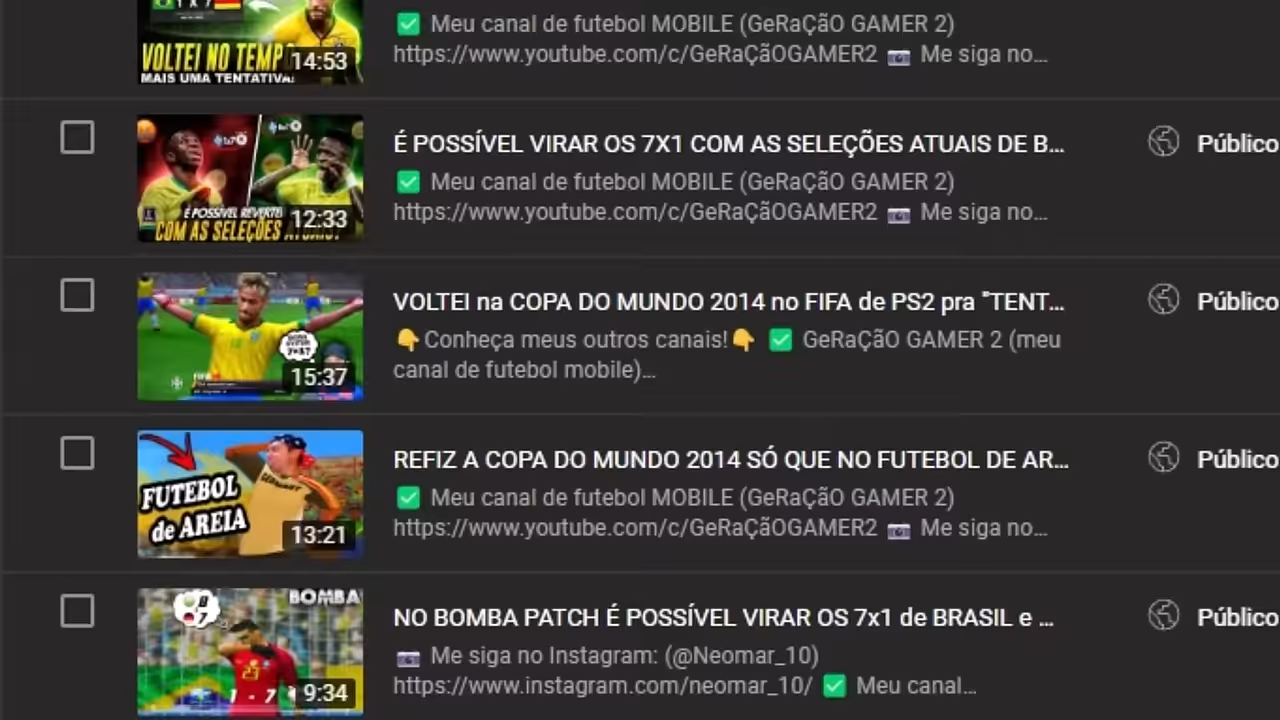 1 X 7
VOLTEI NO TEMP
14:53
MAIS UMA TENTATIVA!
✅ Meu canal de futebol MOBILE (GeRaÇãO GAMER 2)
https://www.youtube.com/c/GeRaÇãOGAMER2 📷 Me siga no...
1x7
É POSSÍVEL REVERTER
12:33
COM AS SELEÇÕES
É POSSÍVEL VIRAR OS 7X1 COM AS SELEÇÕES ATUAIS DE B...
Público
✅ Meu canal de futebol MOBILE (GeRaÇãO GAMER 2)
https://www.youtube.com/c/GeRaÇãOGAMER2 📷 Me siga no...
15:37
VOLTEI na COPA DO MUNDO 2014 no FIFA de PS2 pra "TENT...
Público
👇Conheça meus outros canais!👇 ✅ GeRaÇãO GAMER 2 (meu
canal de futebol mobile)...
FUTEBOL
de AREIA
GERMANY
13:21
REFIZ A COPA DO MUNDO 2014 SÓ QUE NO FUTEBOL DE AR...
Público
✅ Meu canal de futebol MOBILE (GeRaÇãO GAMER 2)
https://www.youtube.com/c/GeRaÇãOGAMER2 📷 Me siga no...
BOMBA
23
1 - 7
9:34
NO BOMBA PATCH É POSSÍVEL VIRAR OS 7x1 de BRASIL e ...
Público
📷 Me siga no Instagram: (@Neomar_10)
https://www.instagram.com/neomar_10/ ✅ Meu canal...